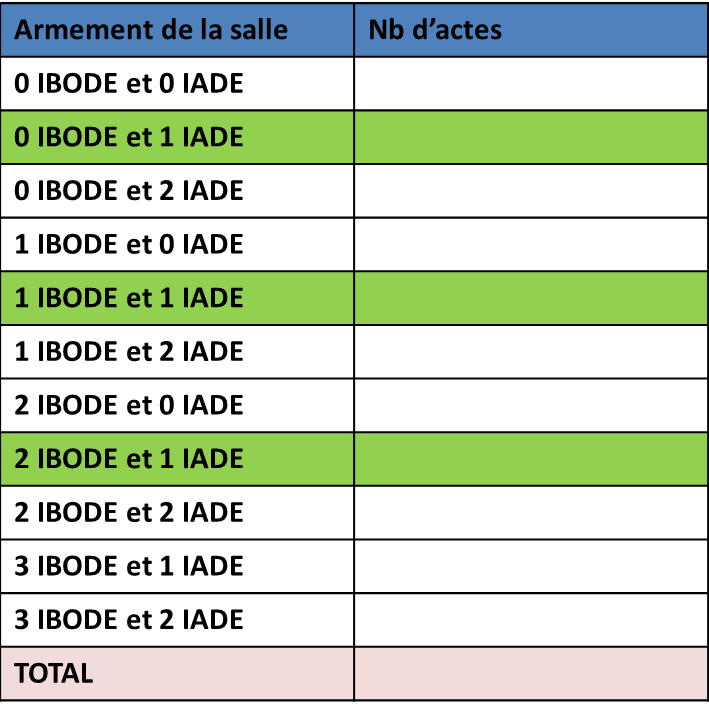 Armement de la salle Nb d’actes
0 IBODE et 0 IADE
0 IBODE et 1 IADE
0 IBODE et 2 IADE
1 IBODE et 0 IADE
1 IBODE et 1 IADE
1 IBODE et 2 IADE
2 IBODE et 0 IADE
2 IBODE et 1 IADE
2 IBODE et 2 IADE
3 IBODE et 1 IADE
3 IBODE et 2 IADE
TOTAL